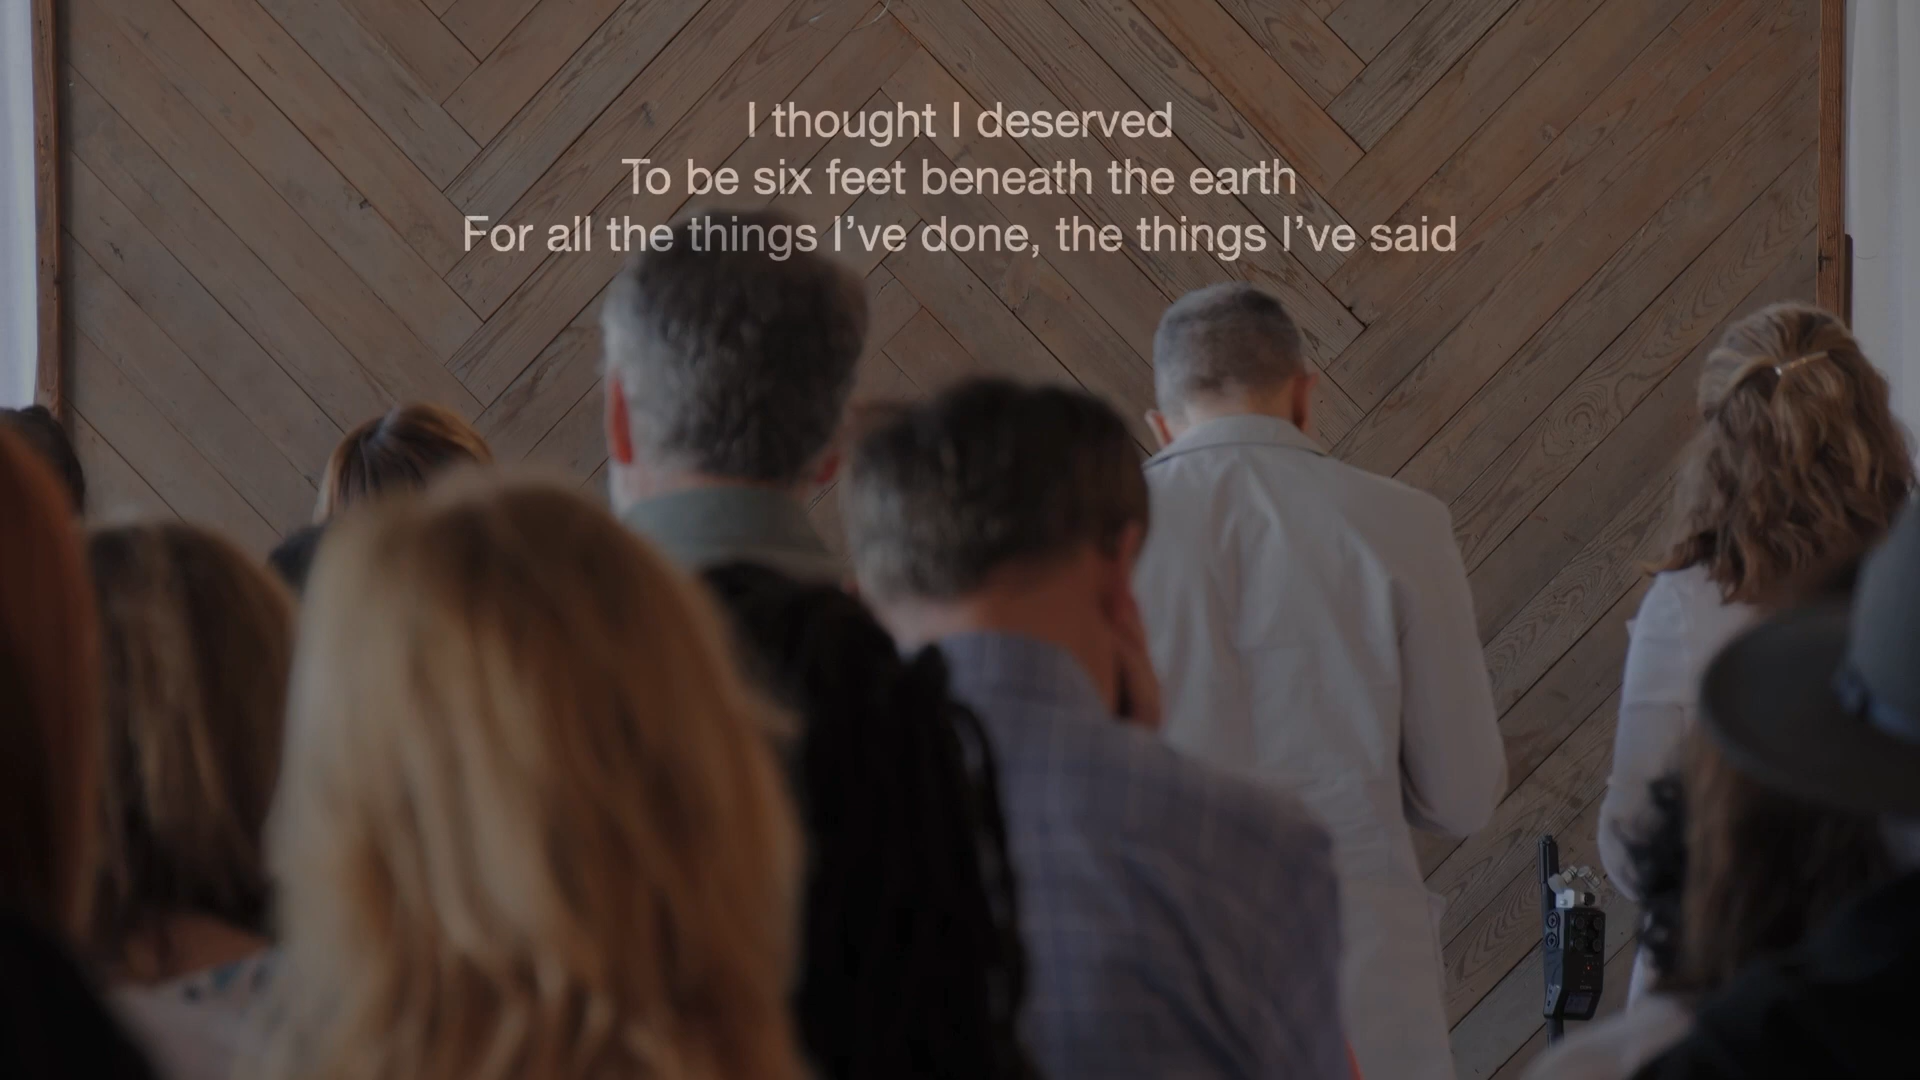 I thought I deserved
To be six feet beneath the earth
For all the things I’ve done, the things I’ve said